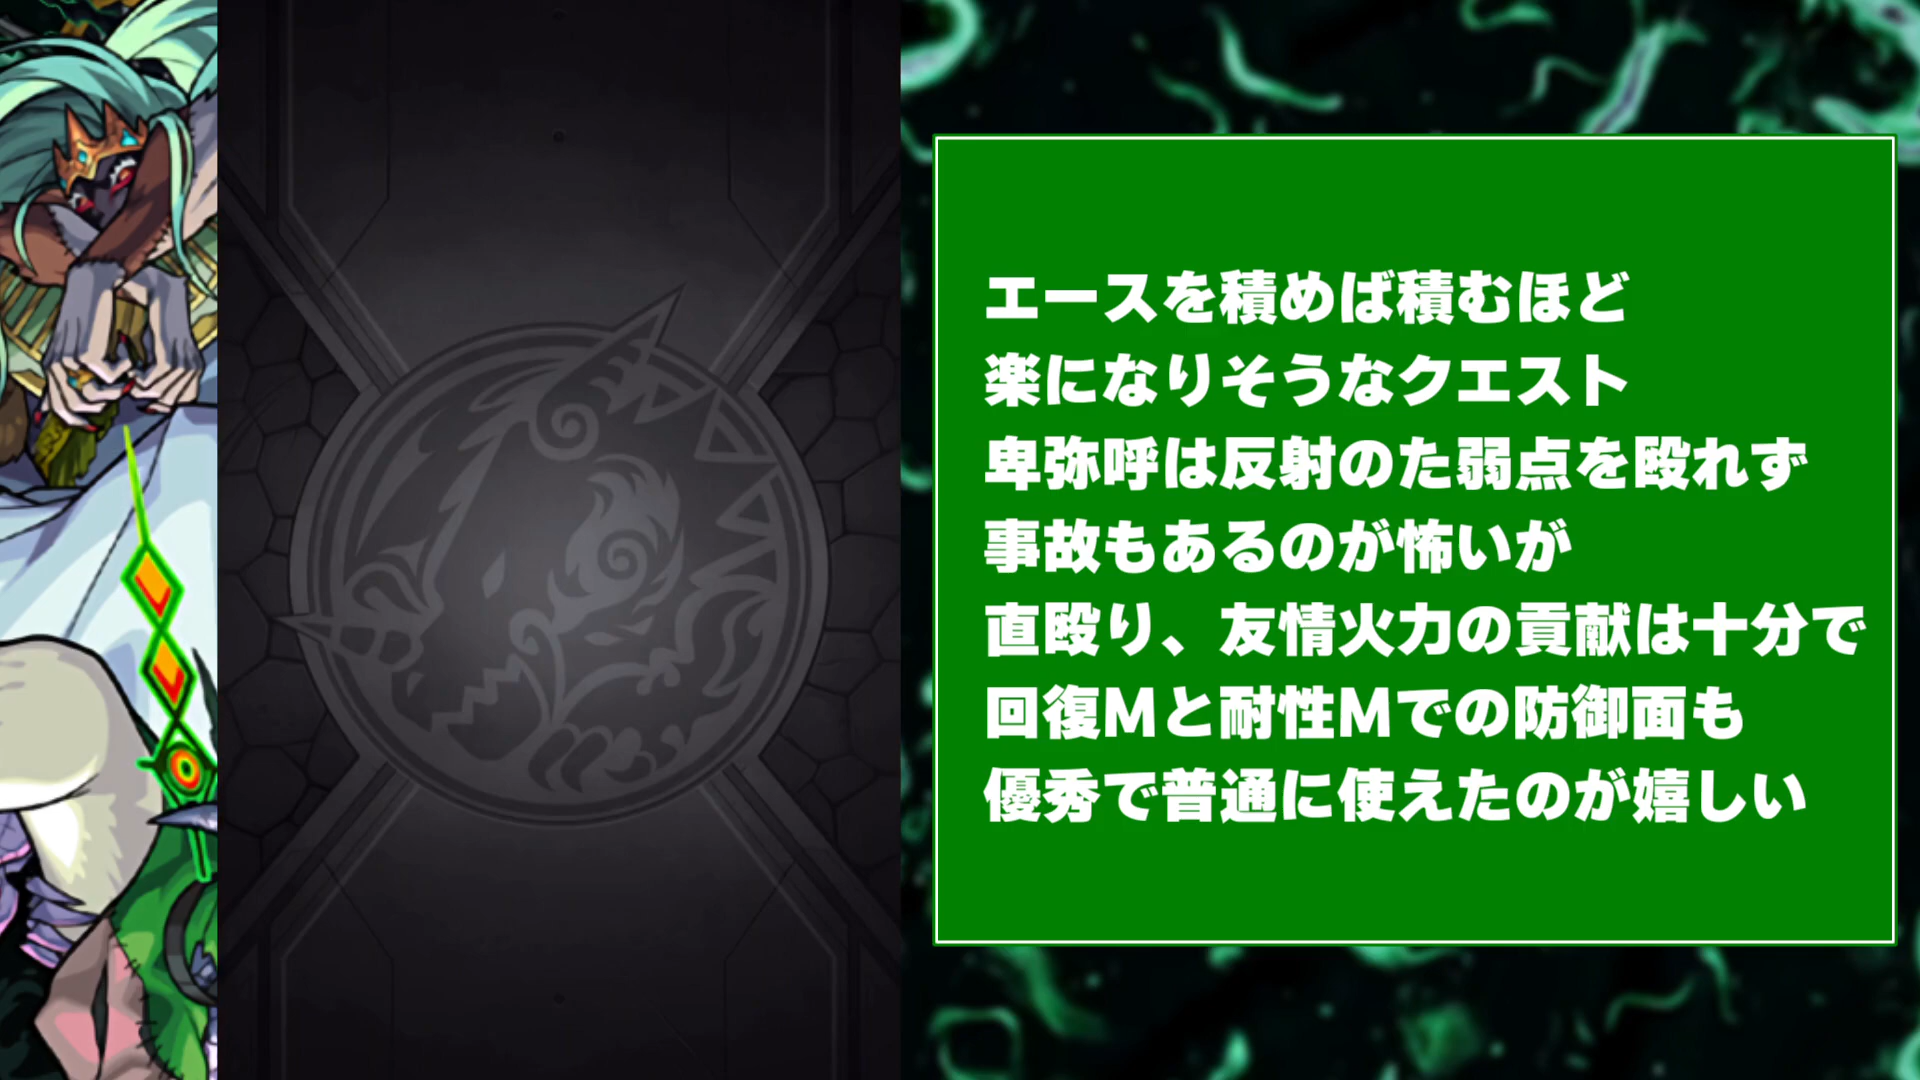 エースを積めば積むほど
楽になりそうなクエスト
卑弥呼は反射のた弱点を殴れず
事故もあるのが怖いが
直殴り、友情火力の貢献は十分で
回復Mと耐性Mでの防御面も
優秀で普通に使えたのが嬉しい